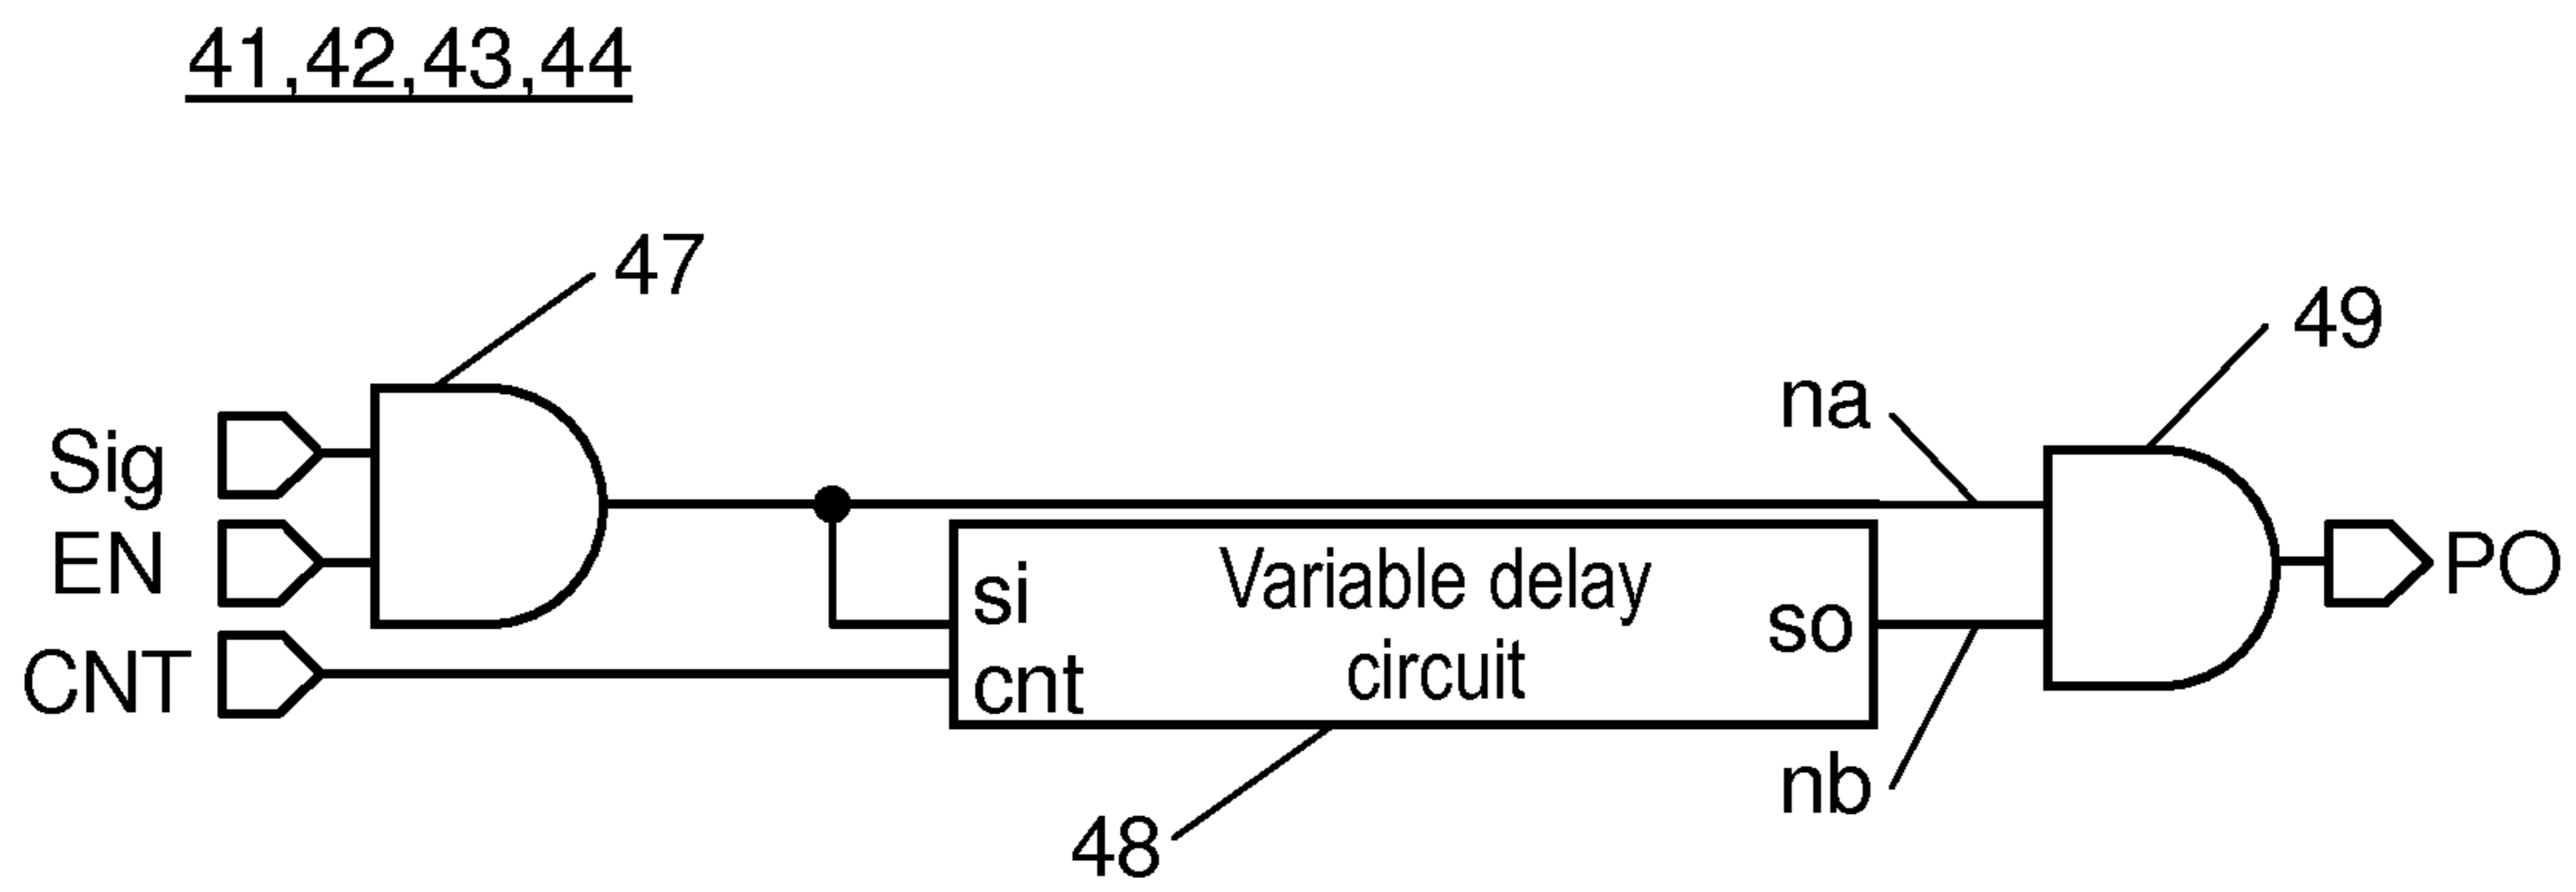 41,42,43,44
47
49
na
Sig
EN
CNT
si
cnt
Variable delay
circuit
so
PO
nb
48